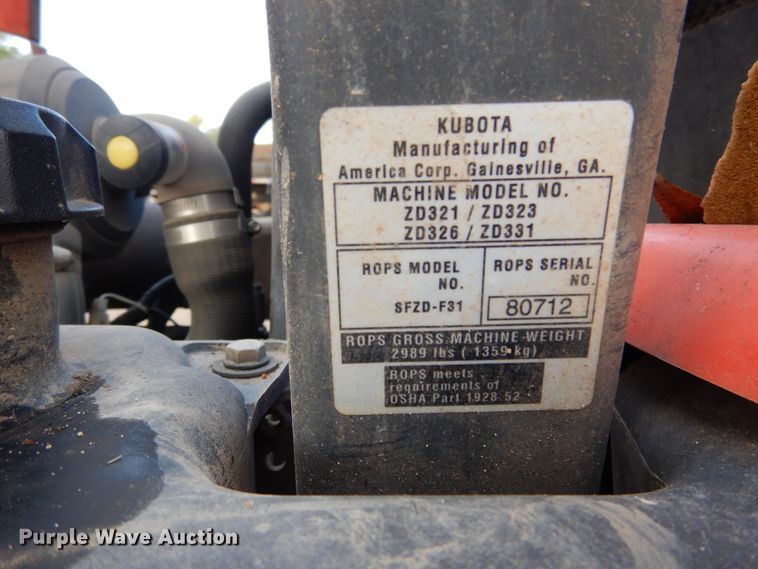 KUBOTA
Manufacturing of
America Corp. Gainesville, GA.
MACHINE MODEL NO.
ZD321 / ZD323
ZD326 / ZD331
ROPS MODEL
NO.
SFZD-F31
ROPS SERIAL
NO.
80712
ROPS GROSS MACHINE WEIGHT
2989 lbs ( 1359 kg)
ROPS meets
requirements of
OSHA Part 1928.52
Purple Wave Auction